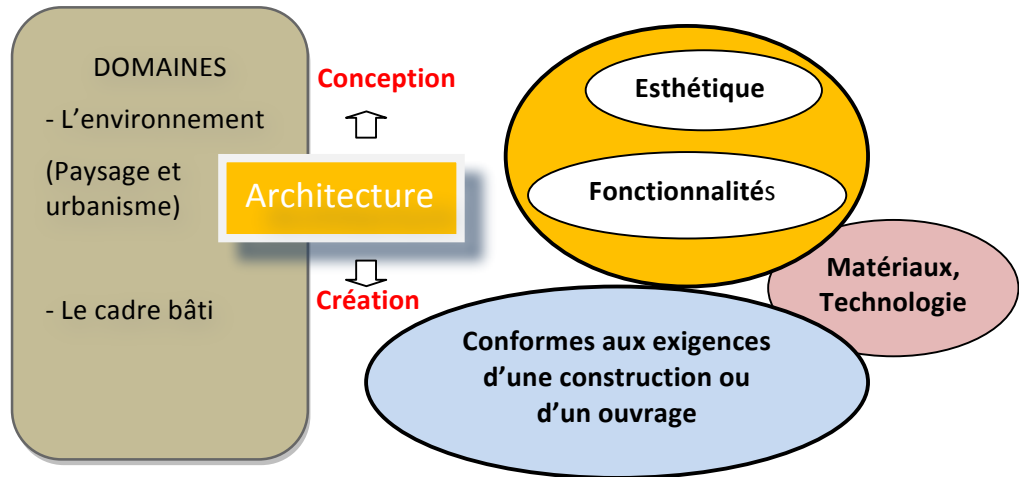 DOMAINES
- L’environnement
(Paysage et
urbanisme)
- Le cadre bâti
Conception
Architecture
Création
Esthétique
Fonctionnalités
Matériaux,
Technologie
Conformes aux exigences
d’une construction ou
d’un ouvrage